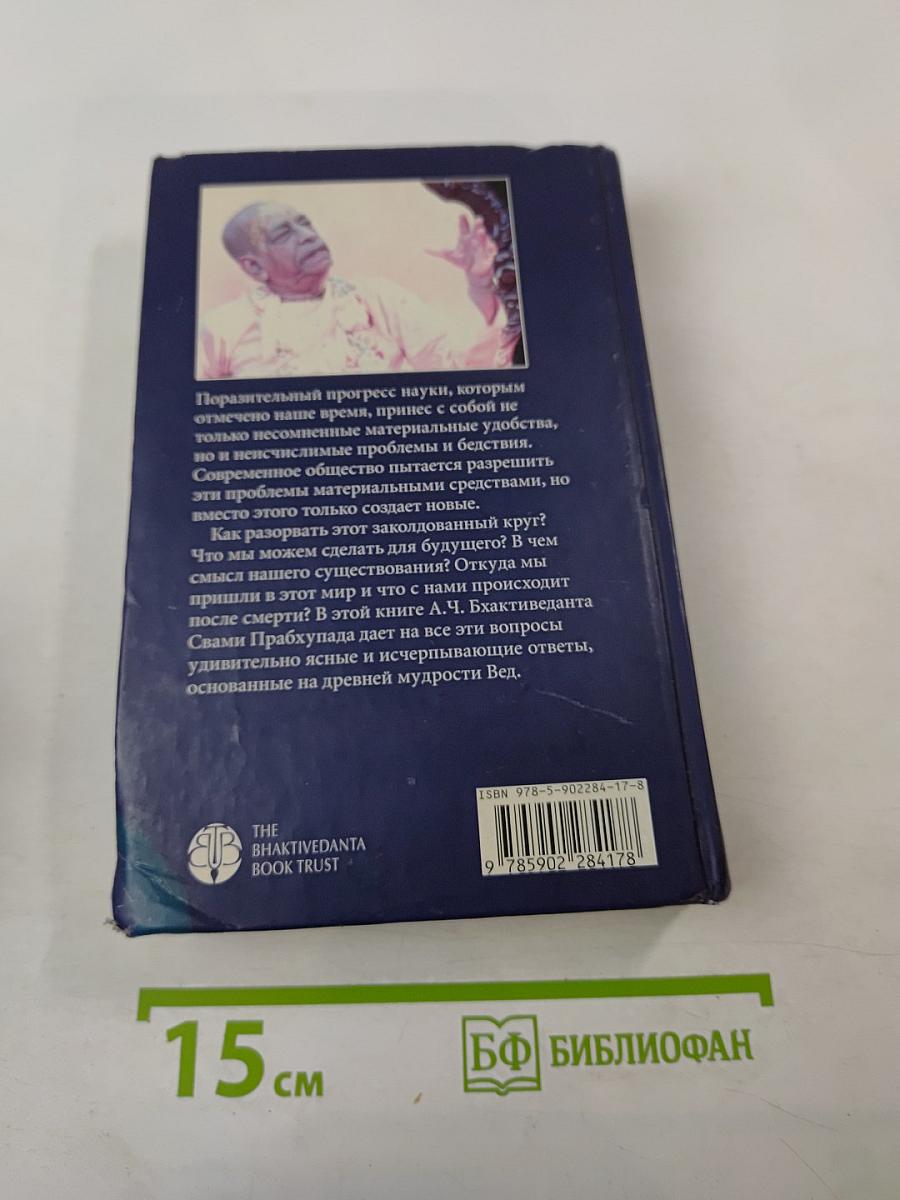 Поразительный прогресс науки, которым
отмечено наше время, принес с собой не
только несомненные материальные удобства,
но и неисчислимые проблемы и бедствия.
Современное общество пытается разрешить
эти проблемы материальными средствами, но
вместо этого только создает новые.
Как разорвать этот заколдованный круг?
Что мы можем сделать для будущего? В чем
смысл нашего существования? Откуда мы
пришли в этот мир и что с нами происходит
после смерти? В этой книге А.Ч. Бхактиведанта
Свами Прабхупада дает на все эти вопросы
удивительно ясные и исчерпывающие ответы,
основанные на древней мудрости Вед.
ISBN 978-5-902284-17-8
9 785902 284178
BTB
THE
BHAKTIVEDANTA
BOOK TRUST
15 см
БФ БИБЛИОФАН